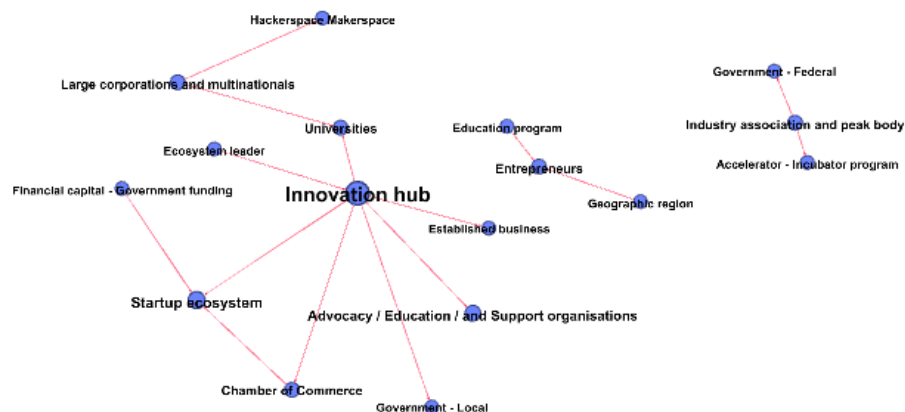 Hackerspace Makerspace
Government - Federal
Large corporations and multinationals
Universities
Education program
Industry association and peak body
Ecosystem leader
Accelerator - Incubator program
Entrepreneurs
Financial capital - Government funding
Innovation hub
Geographic region
Established business
Startup ecosystem
Advocacy / Education / and Support organisations
Chamber of Commerce
Government - Local